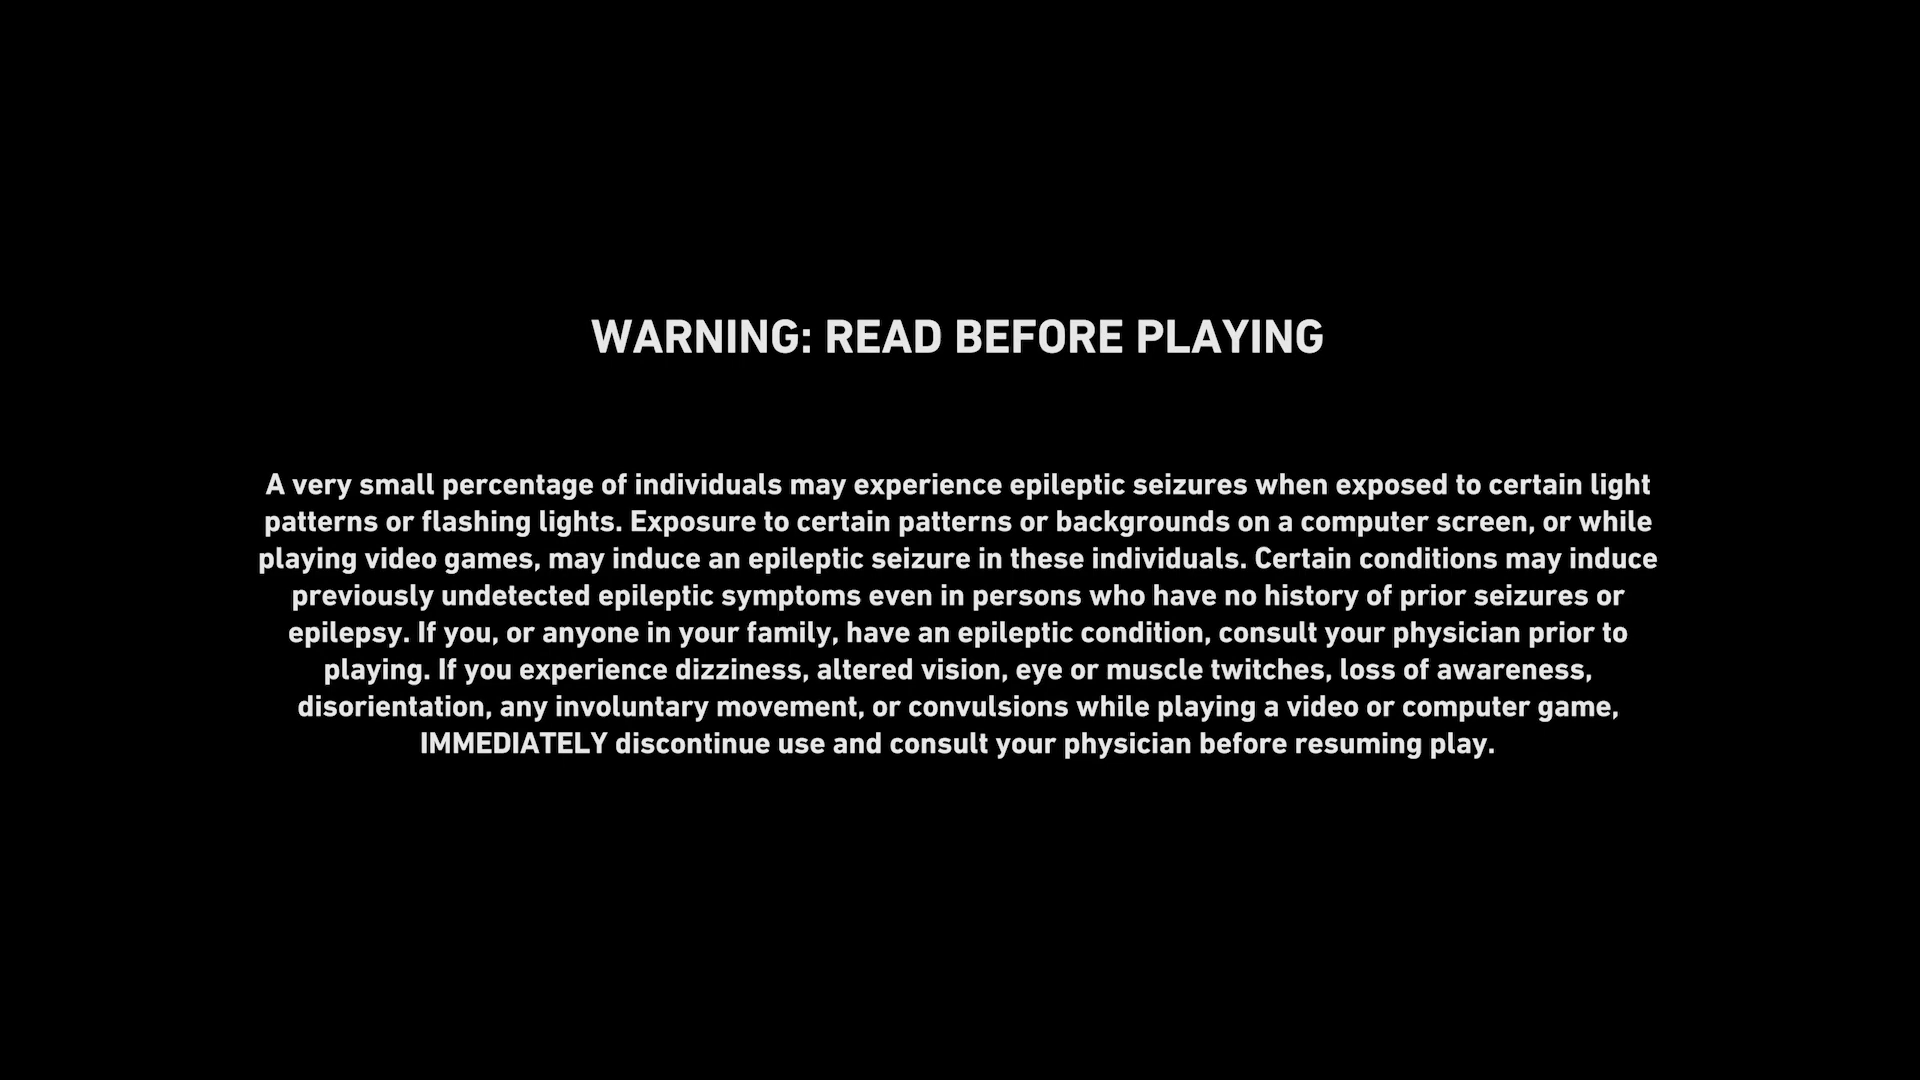 WARNING: READ BEFORE PLAYING
A very small percentage of individuals may experience epileptic seizures when exposed to certain light
patterns or flashing lights. Exposure to certain patterns or backgrounds on a computer screen, or while
playing video games, may induce an epileptic seizure in these individuals. Certain conditions may induce
previously undetected epileptic symptoms even in persons who have no history of prior seizures or
epilepsy. If you, or anyone in your family, have an epileptic condition, consult your physician prior to
playing. If you experience dizziness, altered vision, eye or muscle twitches, loss of awareness,
disorientation, any involuntary movement, or convulsions while playing a video or computer game,
IMMEDIATELY discontinue use and consult your physician before resuming play.